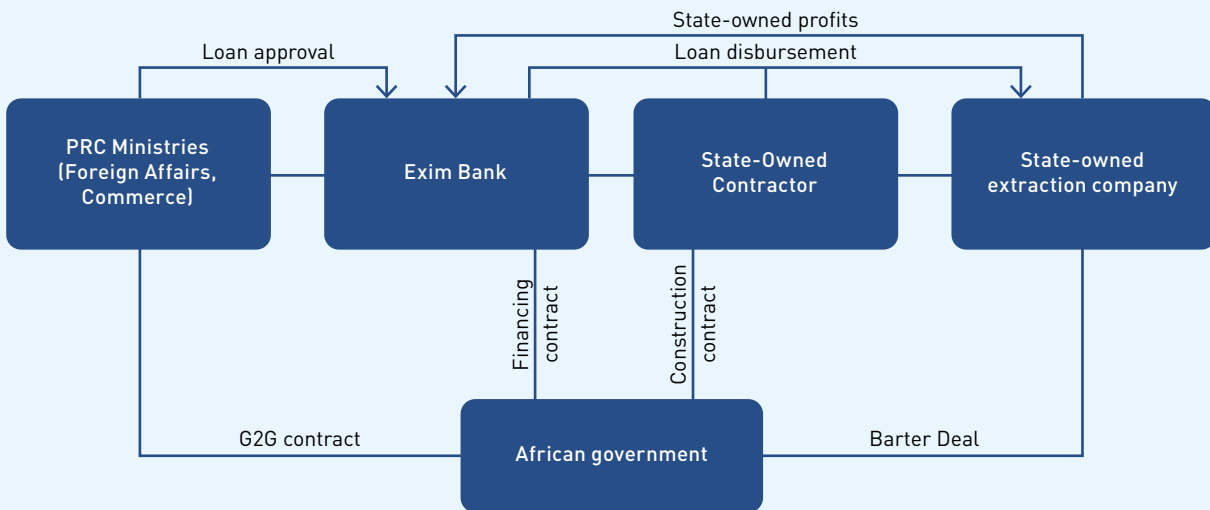 State-owned profits
Loan approval
Loan disbursement
PRC Ministries
(Foreign Affairs,
Commerce)
Exim Bank
State-Owned
Contractor
State-owned
extraction company
Financing
contract
Construction
contract
G2G contract
African government
Barter Deal